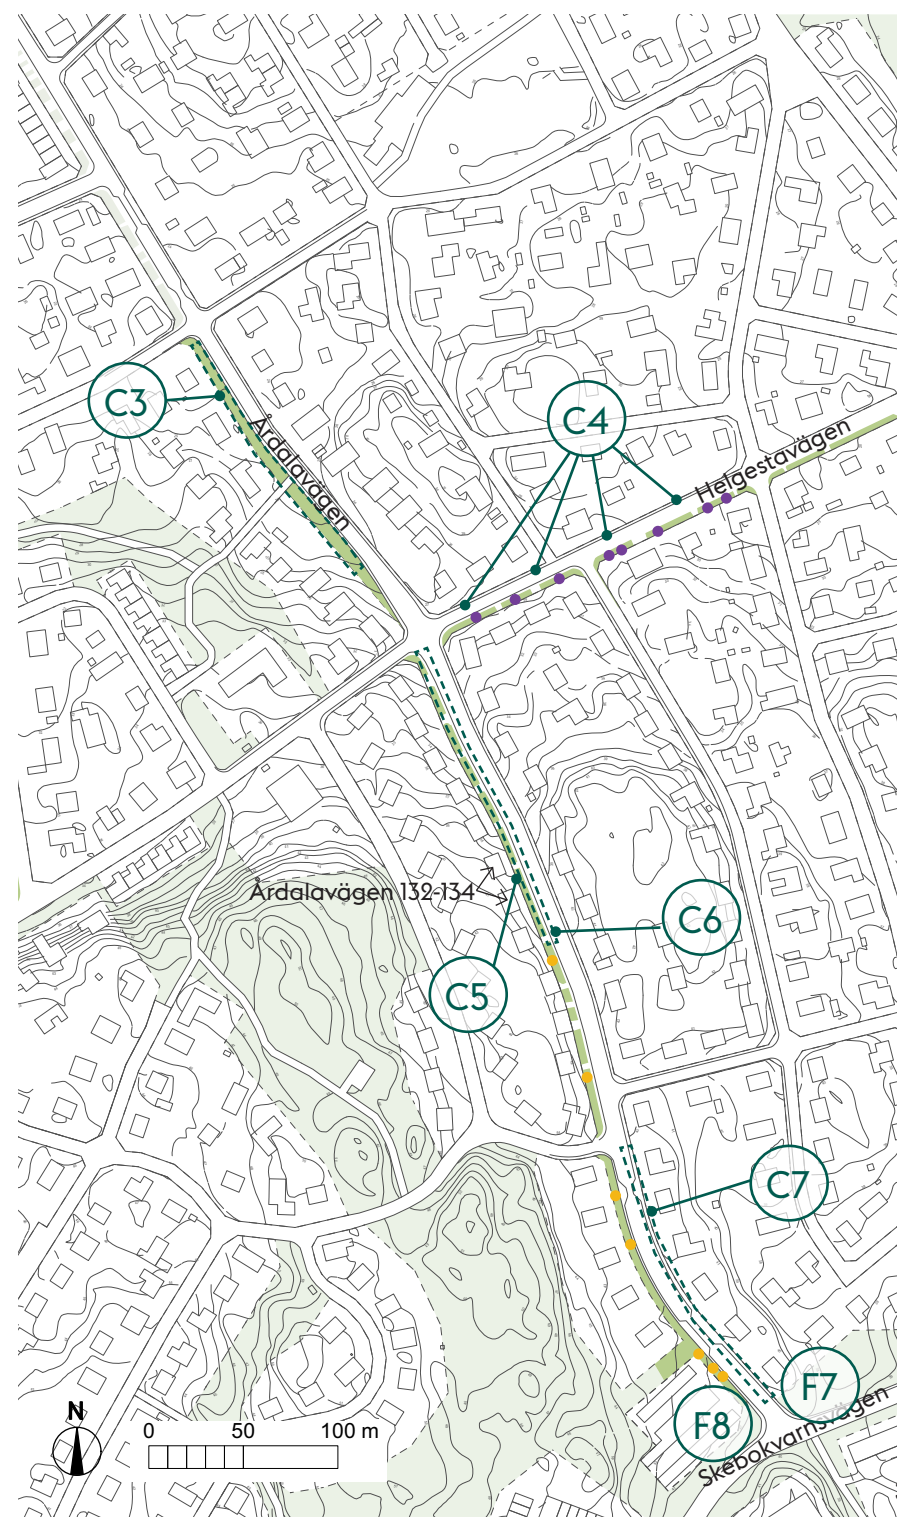 C3
Årdalavägen
C4
Helgestavägen
Årdalavägen 132-134
C6
C5
C7
F7
F8
Skebokvarnsvägen
N
0 50 100 m